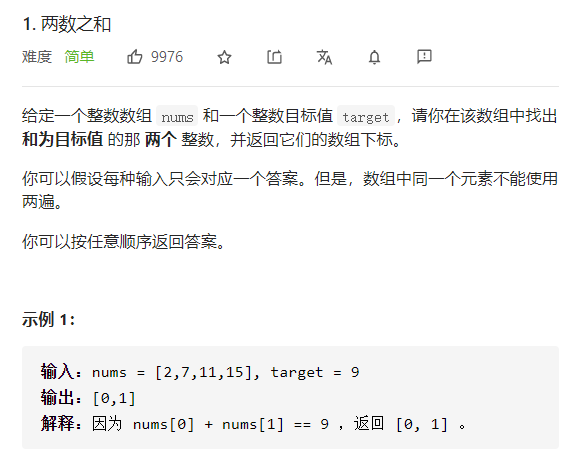 1. 两数之和
难度 简单 9976
给定一个整数数组 nums 和一个整数目标值 target，请你在该数组中找出
和为目标值 的那 两个 整数，并返回它们的数组下标。
你可以假设每种输入只会对应一个答案。但是，数组中同一个元素不能使用
两遍。
你可以按任意顺序返回答案。
示例 1：
输入：nums = [2,7,11,15], target = 9
输出：[0,1]
解释：因为 nums[0] + nums[1] == 9 ，返回 [0, 1] 。